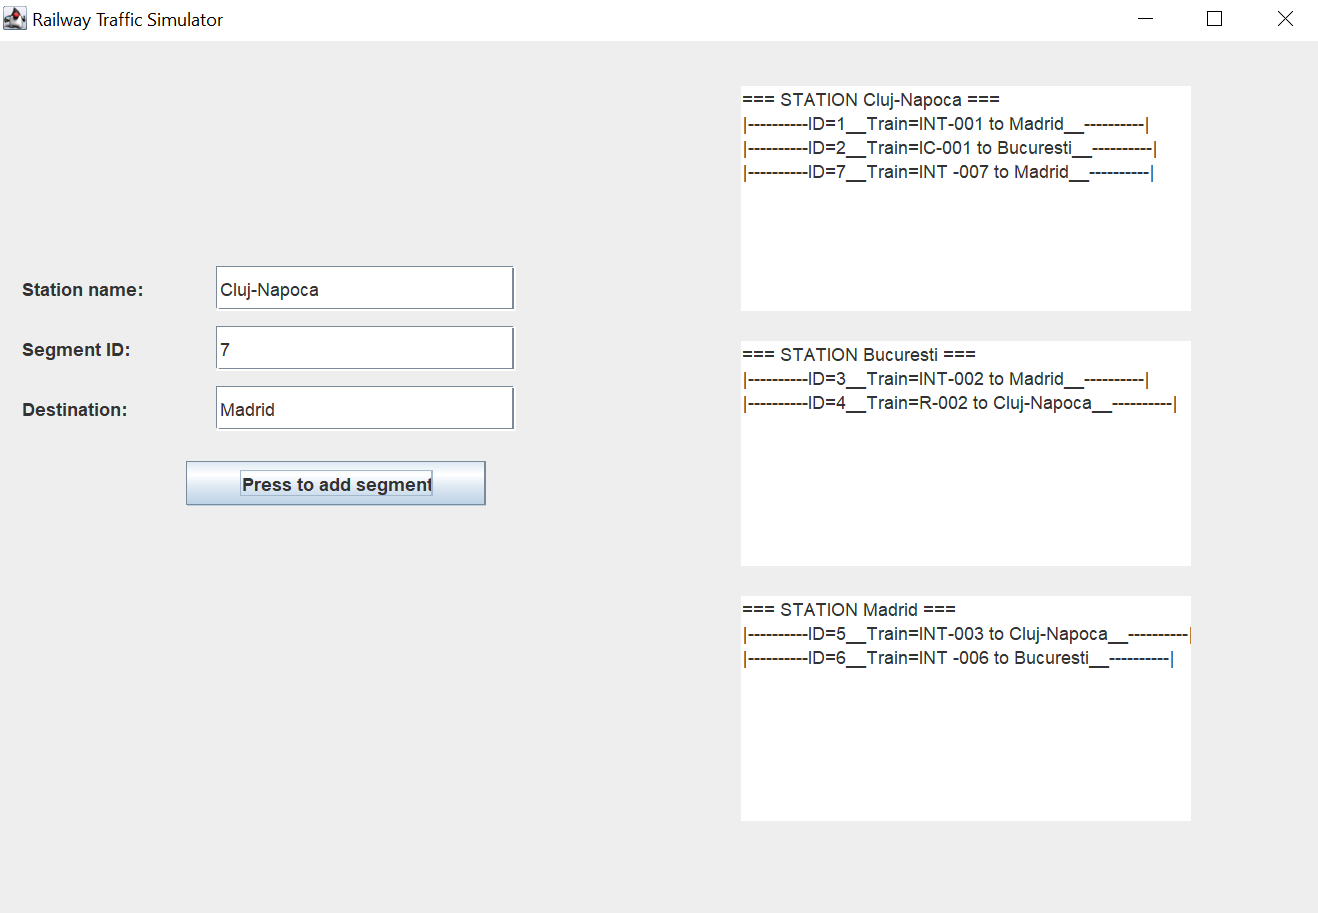 Railway Traffic Simulator
Station name:
Cluj-Napoca
Segment ID:
7
Destination:
Madrid
Press to add segment
=== STATION Cluj-Napoca ===
|----------ID=1__Train=INT-001 to Madrid__----------|
|----------ID=2__Train=IC-001 to Bucuresti__----------|
|----------ID=7__Train=INT -007 to Madrid__----------|
=== STATION Bucuresti ===
|----------ID=3__Train=INT-002 to Madrid__----------|
|----------ID=4__Train=R-002 to Cluj-Napoca__----------|
=== STATION Madrid ===
|----------ID=5__Train=INT-003 to Cluj-Napoca__----------|
|----------ID=6__Train=INT -006 to Bucuresti__----------|